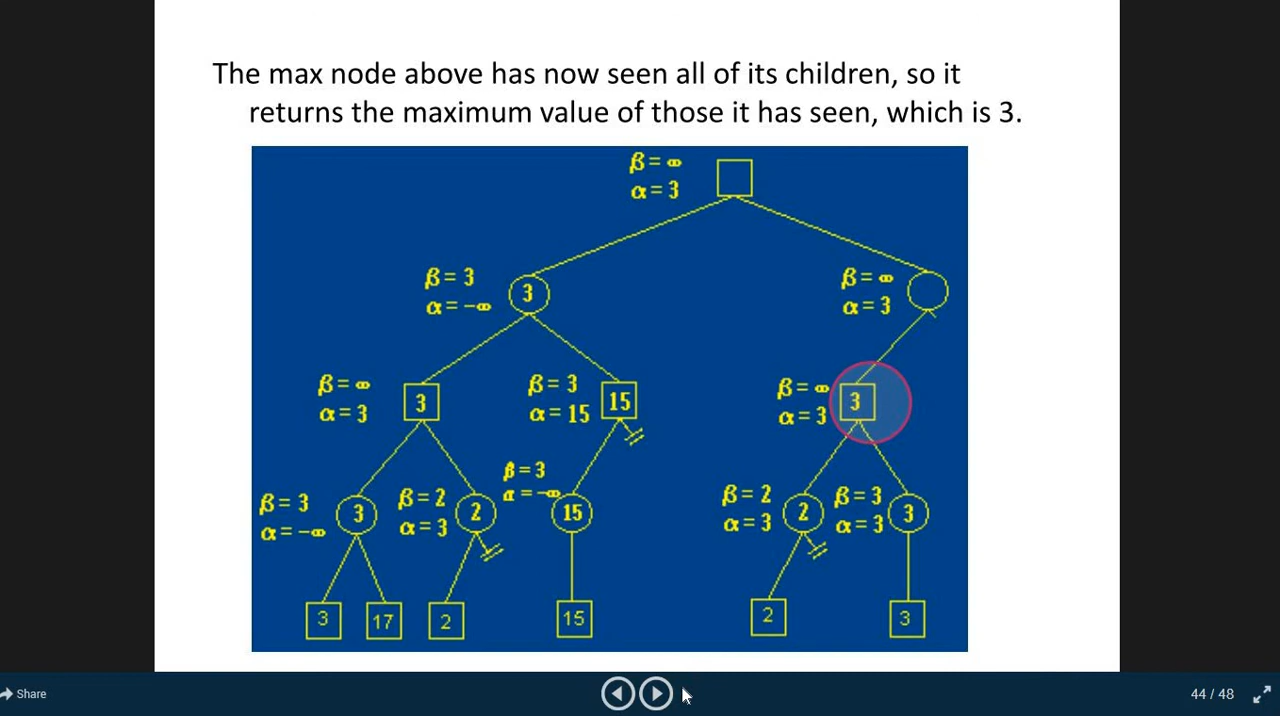 The max node above has now seen all of its children, so it
returns the maximum value of those it has seen, which is 3.
β = ∞
α = 3
β = 3
α = -∞
3
β = ∞
α = 3
β = ∞
α = 3
3
β = 3
α = 15
15
β = ∞
α = 3
3
β = 3
α = -∞
3
β = 2
α = 3
2
β = 3
α = -∞
15
β = 2
α = 3
2
β = 3
α = 3
3
3
17
2
15
2
3
Share
44 / 48